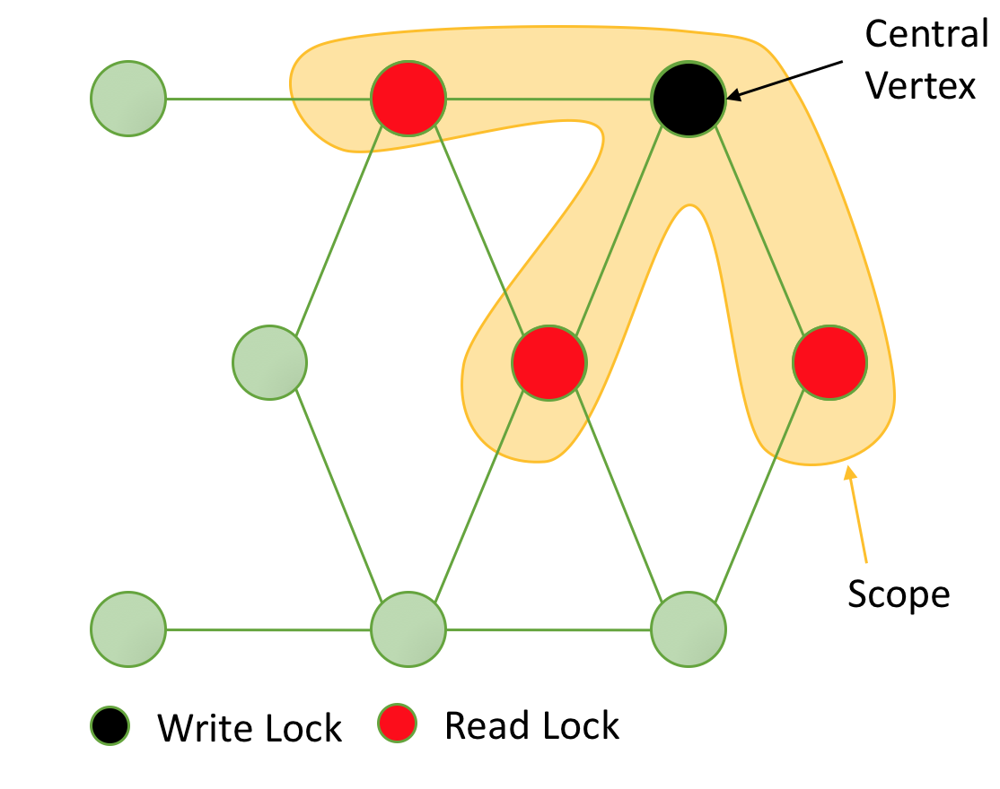 Central
Vertex
Scope
Write Lock
Read Lock